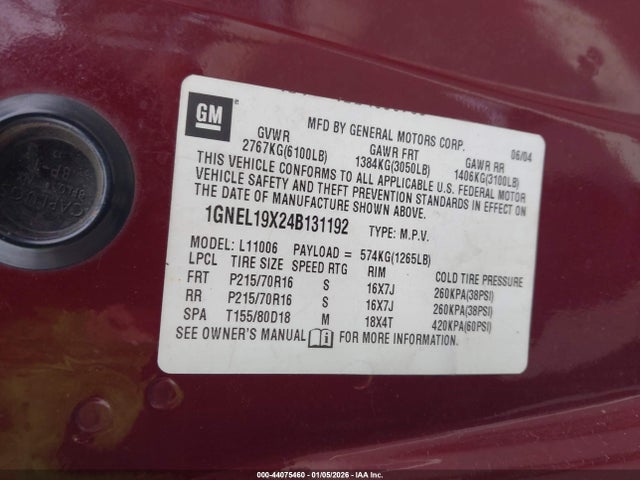 GM
MFD BY GENERAL MOTORS CORP. 06/04
GVWR GAWR FRT GAWR RR
2767KG(6100LB) 1384KG(3050LB) 1406KG(3100LB)
THIS VEHICLE CONFORMS TO ALL APPLICABLE U.S. FEDERAL MOTOR
VEHICLE SAFETY AND THEFT PREVENTION STANDARDS IN EFFECT ON
THE DATE OF MANUFACTURE SHOWN ABOVE.
1GNEL19X24B131192 TYPE: M.P.V.
MODEL: L11006 PAYLOAD = 574KG(1265LB)
LPCL TIRE SIZE SPEED RTG RIM COLD TIRE PRESSURE
FRT P215/70R16 S 16X7J 260KPA(38PSI)
RR P215/70R16 S 16X7J 260KPA(38PSI)
SPA T155/80D18 M 18X4T 420KPA(60PSI)
SEE OWNER'S MANUAL FOR MORE INFORMATION.
000-44075460 - 01/05/2026 - IAAI.COM
CAPLUGS